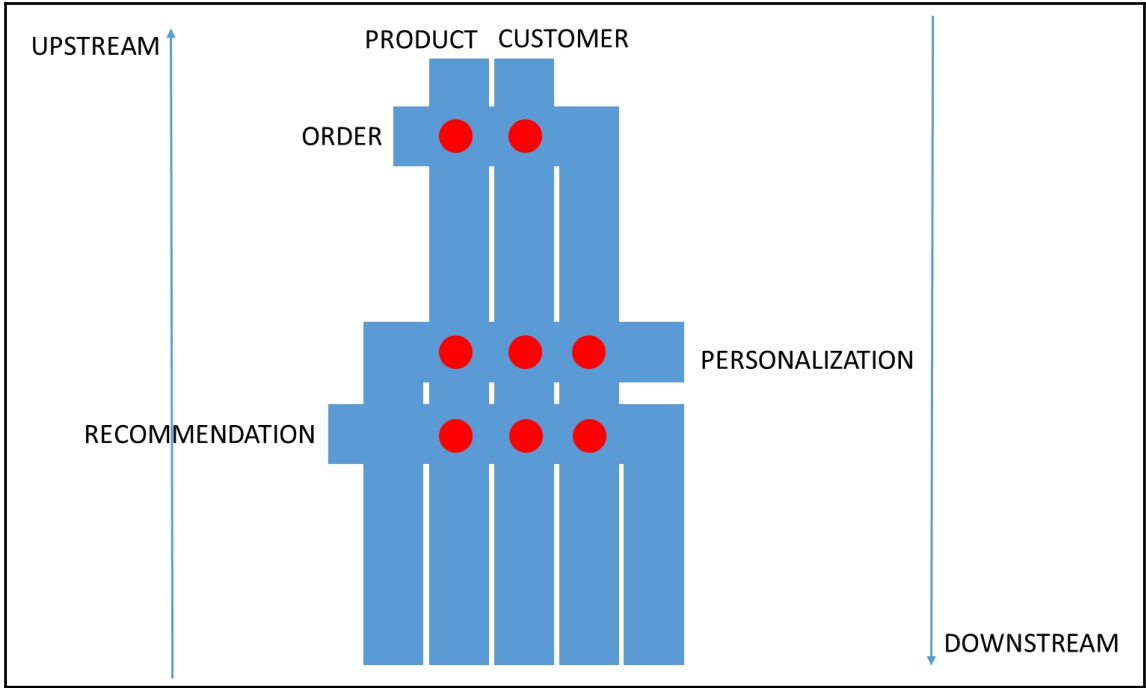 UPSTREAM
PRODUCT
CUSTOMER
ORDER
PERSONALIZATION
RECOMMENDATION
DOWNSTREAM